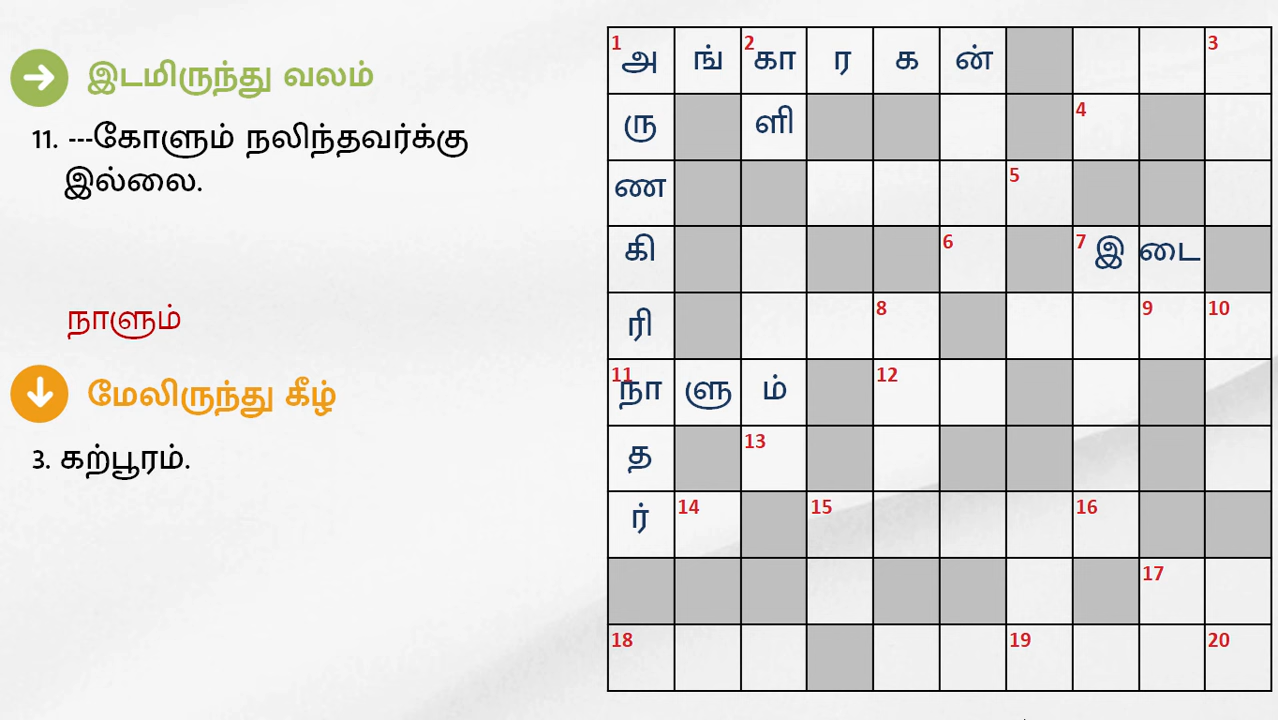 இடமிருந்து வலம்
11. ---கோளும் நலிந்தவர்க்கு
இல்லை.
நாளும்
மேலிருந்து கீழ்
3. கற்பூரம்.
1 அ ங் 2 கா ர க ன் 3
ரு ளி 4
ண 5
கி 6 7 இ டை
ரி 8 9 10
11 நா ளு ம் 12
த 13
ர் 14 15 16
17
18 19 20